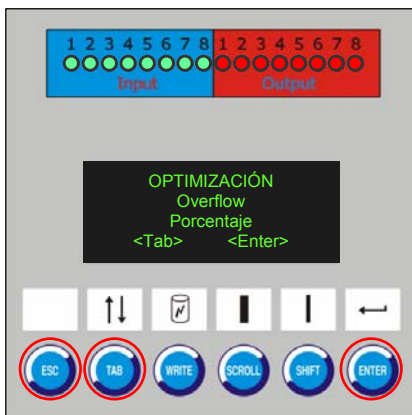 1 2 3 4 5 6 7 8 1 2 3 4 5 6 7 8
Input Output
OPTIMIZACIÓN
Overflow
Porcentaje
<Tab> <Enter>
ESC TAB WRITE SCROLL SHIFT ENTER